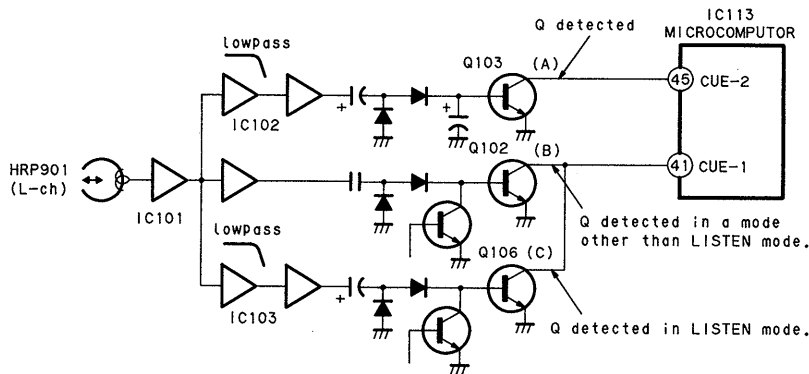 IC113
MICROCOMPUTOR
Q detected
lowpass
Q103
(A)
45
CUE-2
+
+
IC102
Q102
(B)
HRP901
(L-ch)
41
CUE-1
IC101
Q detected in a mode
other than LISTEN mode.
lowpass
Q106
(C)
+
IC103
Q detected in LISTEN mode.